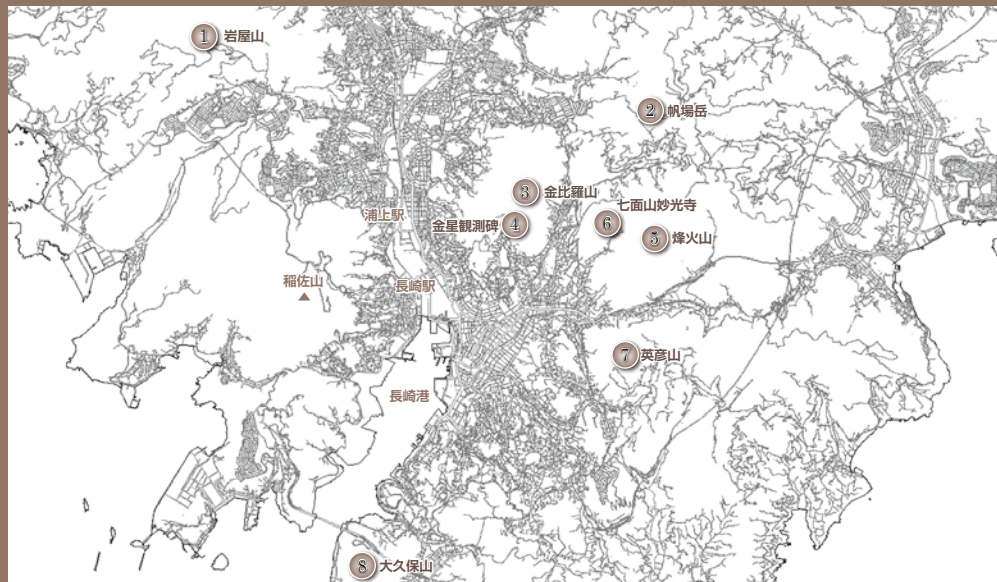 1 岩屋山
2 帆場岳
3 金比羅山
七面山妙光寺
6
浦上駅
金星観測碑 4
5 烽火山
稲佐山
長崎駅
7 英彦山
長崎港
8 大久保山